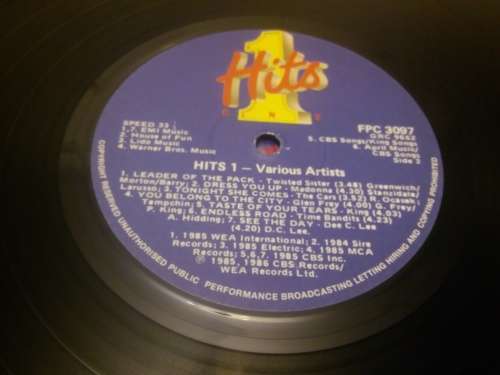 Hits
1
ONE
SPEED 33
1,7. EMI Music
2. House of Fun
3. Lido Music
4. Warner Bros. Music
FPC 3097
GRC 9662
5. CBS Songs/King Songs
6. April Music/
CBS Songs
Side 2
HITS 1 – Various Artists
1. LEADER OF THE PACK - Twisted Sister (3.48) Greenwich/
Morton/Barry; 2. DRESS YOU UP - Madonna (4.30) Stanzidale/
Larusso; 3. TONIGHT SHE COMES - The Cars (3.52) R. Ocasek;
4. YOU BELONG TO THE CITY - Glen Frey (4.00) G. Frey/
Tempchin; 5. TASTE OF YOUR TEARS - King (4.03)
P. King; 6. ENDLESS ROAD - Time Bandits (4.23)
A. Hidding; 7. SEE THE DAY - Dee C. Lee
(4.20) D.C. Lee
1. 1985 WEA International; 2. 1984 Sire
Records; 3. 1985 Electric; 4. 1985 MCA
Records; 5,6,7. 1985 CBS Inc.
℗ 1985, 1986 CBS Records/
WEA Records Ltd.
COPYRIGHT RESERVED UNAUTHORISED PUBLIC PERFORMANCE BROADCASTING LETTING HIRING AND COPYING PROHIBITED